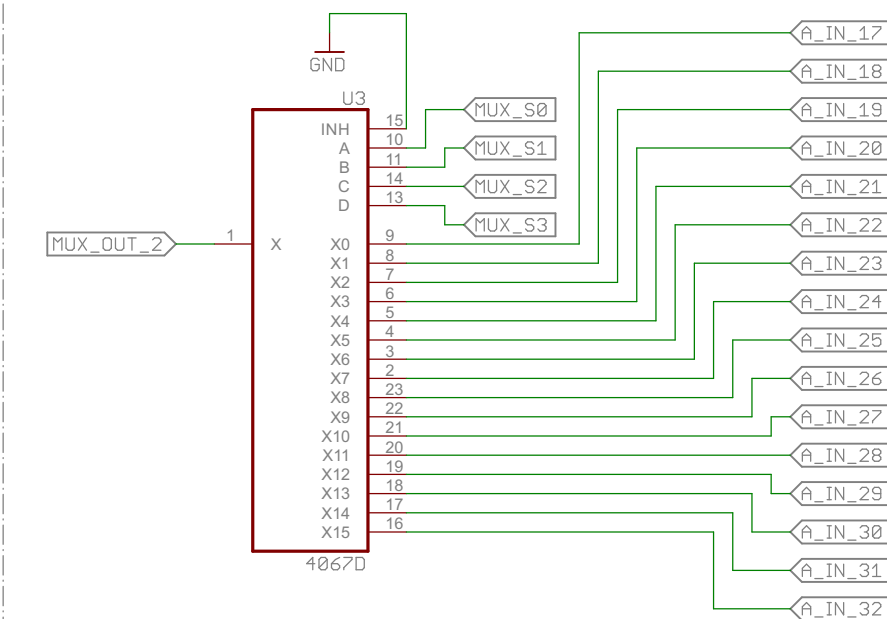 A_IN_17
GND
A_IN_18
U3
MUX_S0
A_IN_19
INH 15
A 10
MUX_S1
A_IN_20
B 11
C 14
MUX_S2
A_IN_21
D 13
MUX_S3
A_IN_22
MUX_OUT_2 1 X X0 9
X1 8
A_IN_23
X2 7
X3 6
A_IN_24
X4 5
X5 4
A_IN_25
X6 3
X7 2
A_IN_26
X8 23
X9 22
A_IN_27
X10 21
X11 20
A_IN_28
X12 19
X13 18
A_IN_29
X14 17
X15 16
A_IN_30
4067D
A_IN_31
A_IN_32